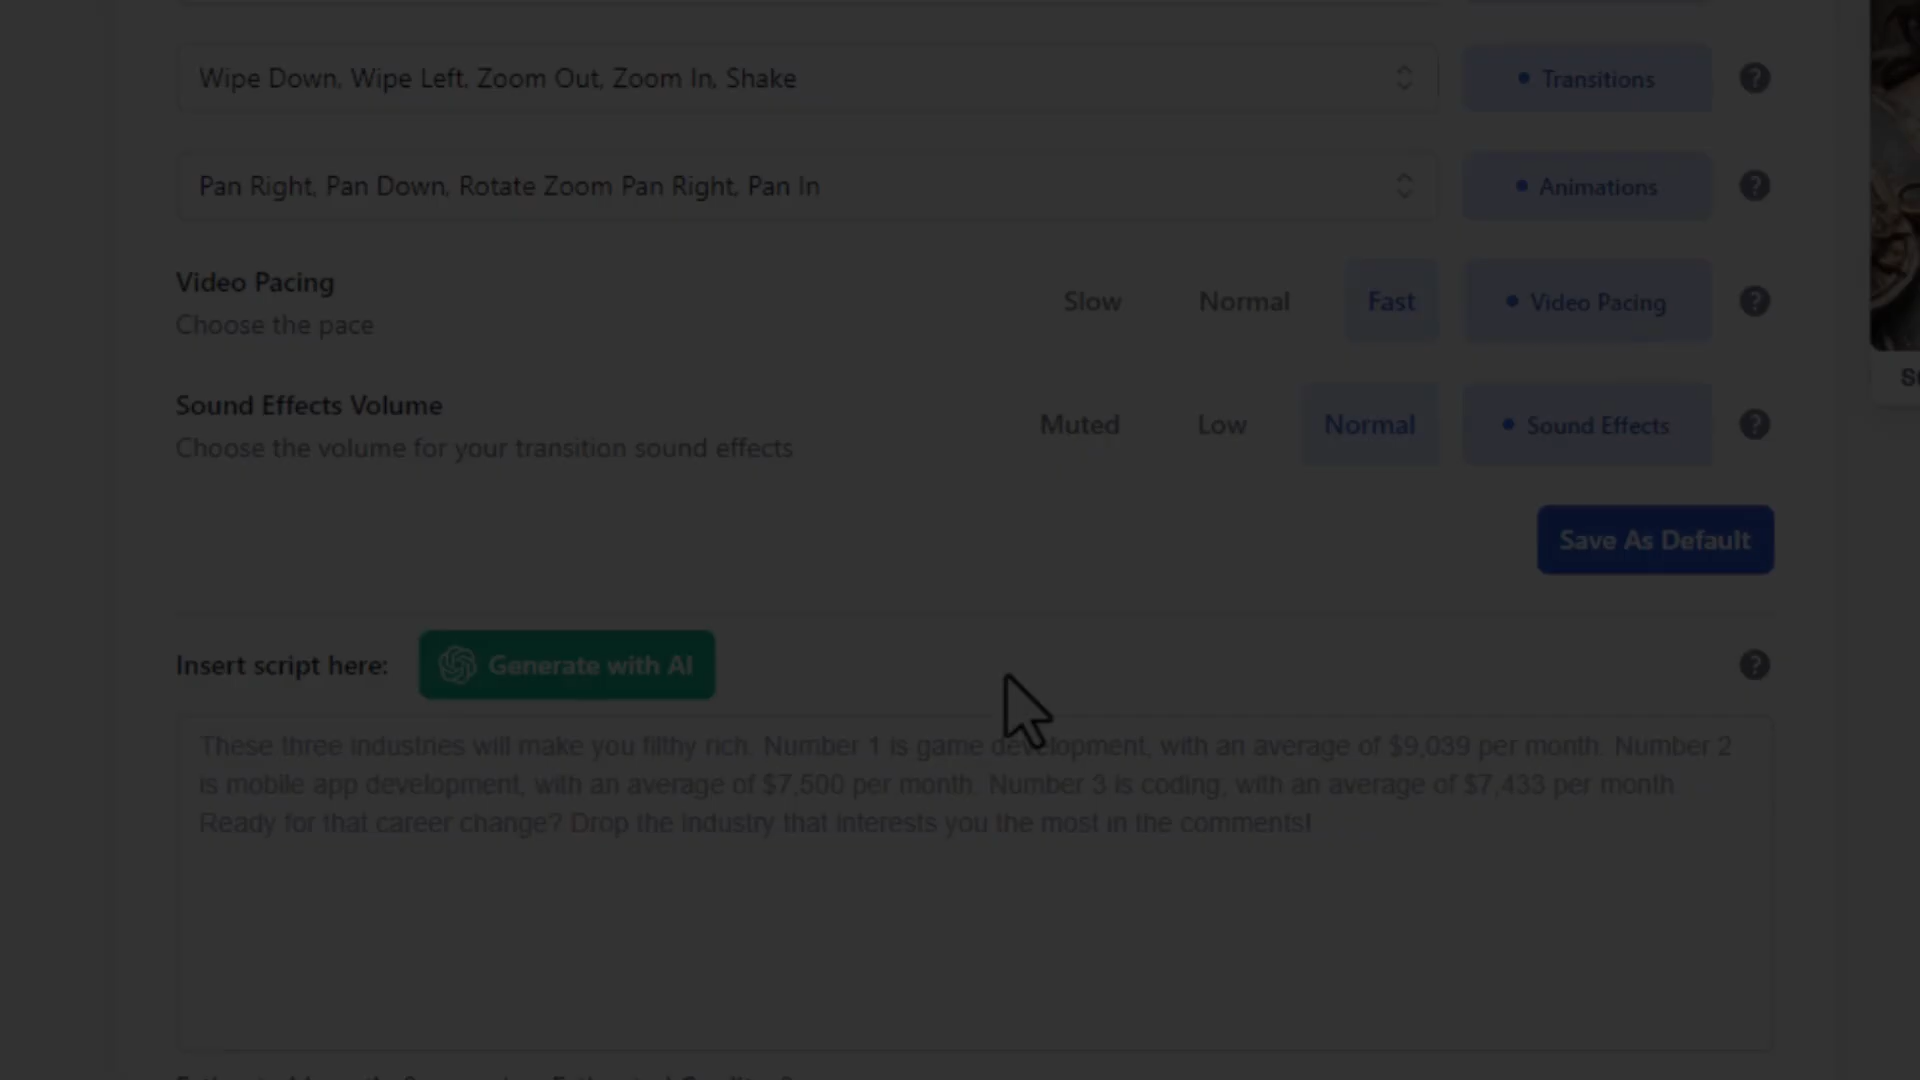 Wipe Down, Wipe Left, Zoom Out, Zoom In, Shake
Transitions
Pan Right, Pan Down, Rotate Zoom Pan Right, Pan In
Animations
Video Pacing
Choose the pace
Slow
Normal
Fast
Video Pacing
Sound Effects Volume
Choose the volume for your transition sound effects
Muted
Low
Normal
Sound Effects
Save As Default
Insert script here:
Generate with AI
These three industries will make you filthy rich. Number 1 is game development, with an average of $9,039 per month. Number 2
is mobile app development, with an average of $7,500 per month. Number 3 is coding, with an average of $7,433 per month.
Ready for that career change? Drop the industry that interests you the most in the comments!